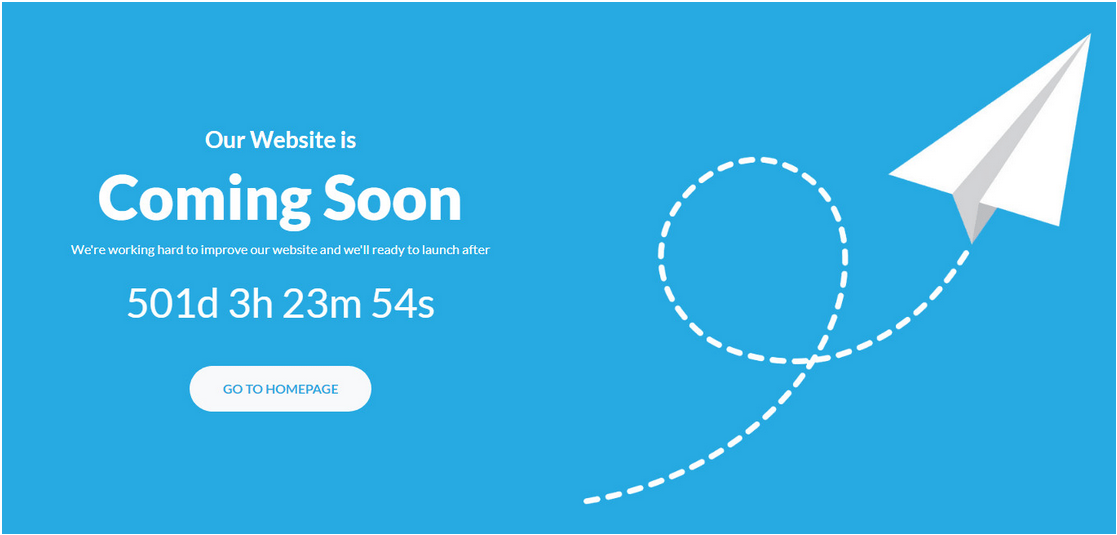 Our Website is
Coming Soon
We're working hard to improve our website and we'll ready to launch after
501d 3h 23m 54s
GO TO HOMEPAGE